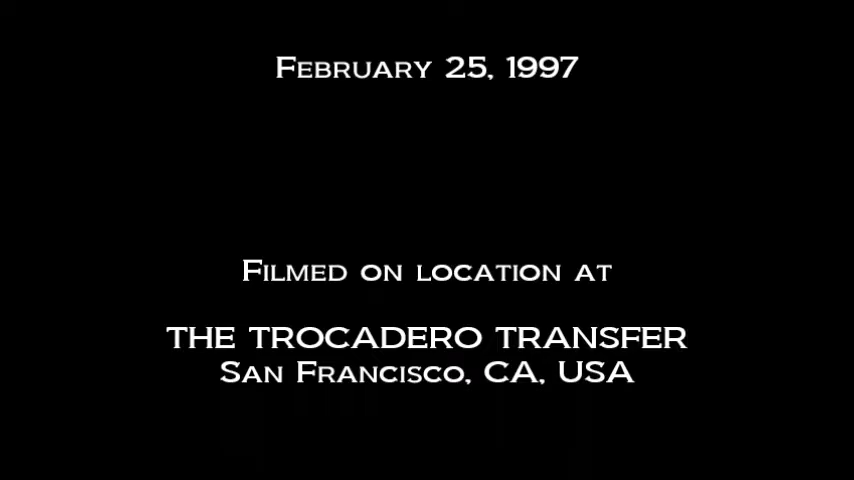 February 25, 1997
Filmed on location at
THE TROCADERO TRANSFER
San Francisco, CA, USA